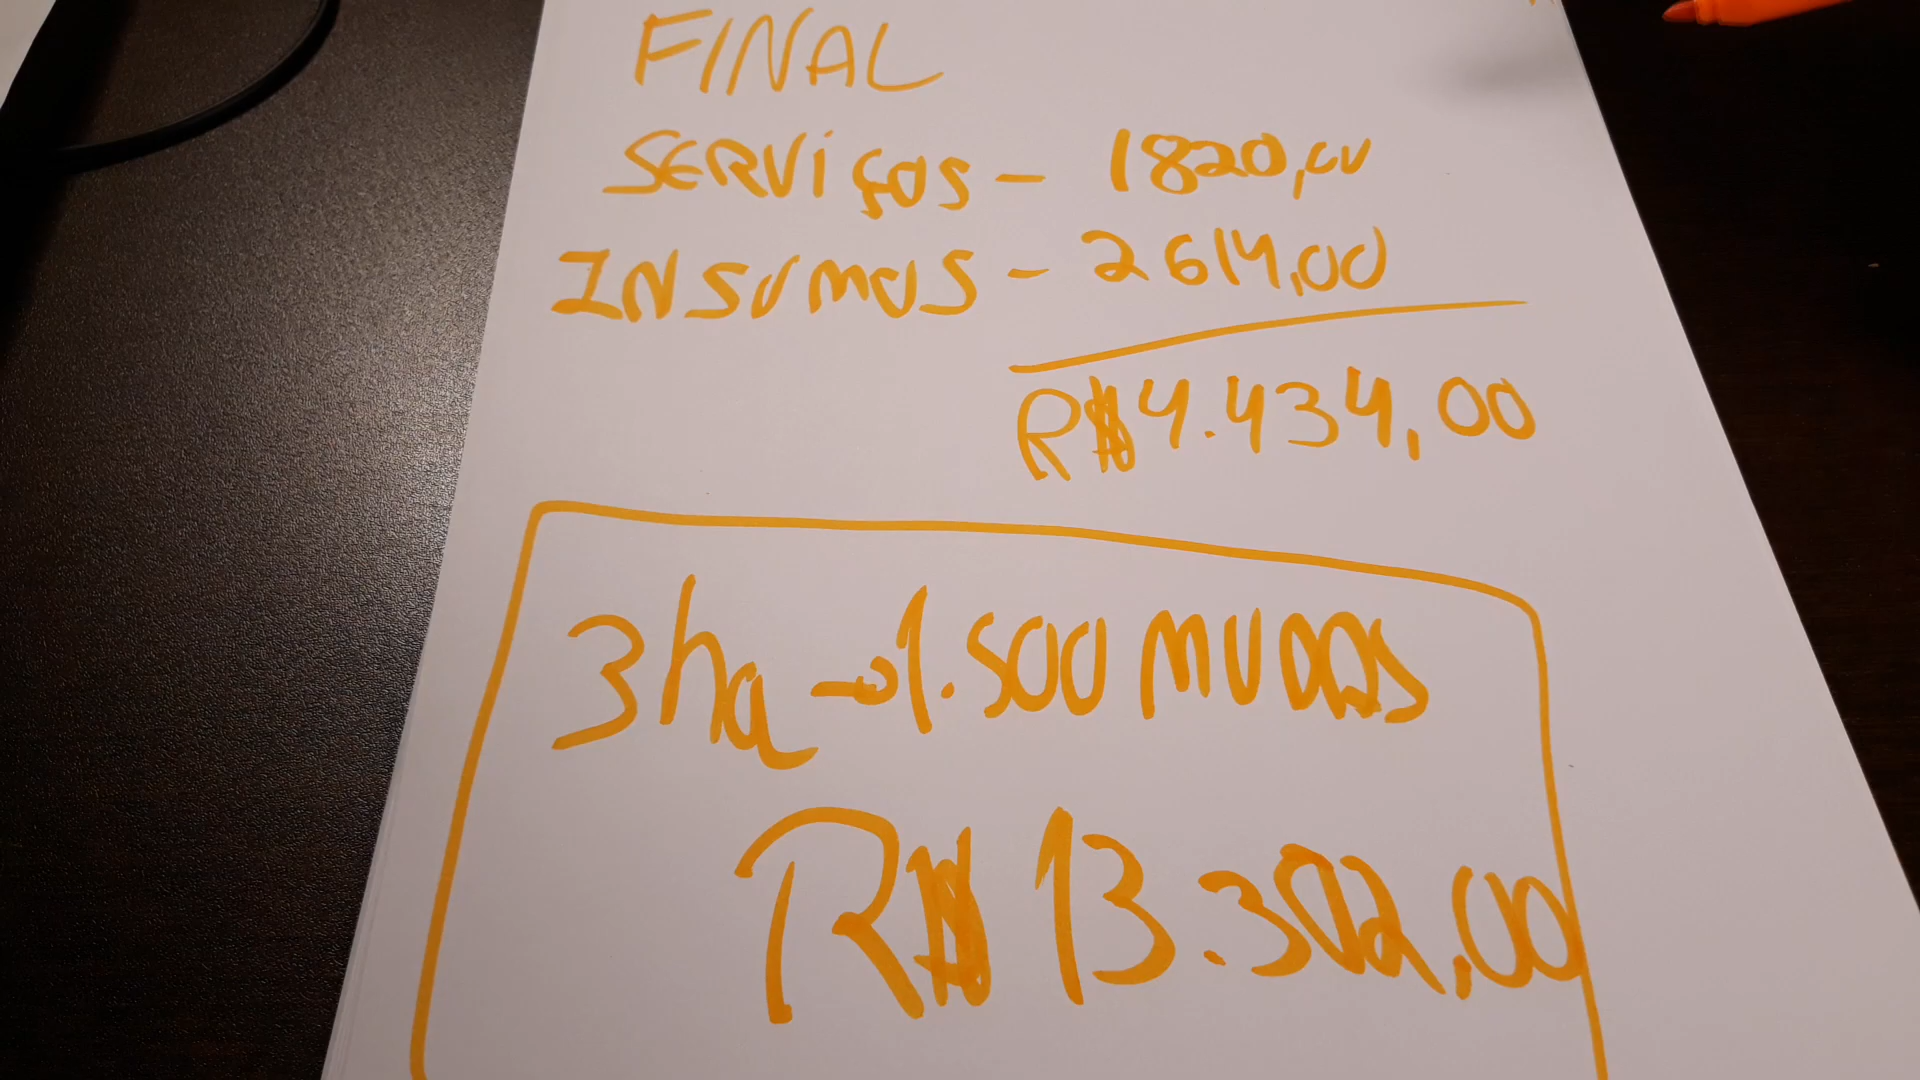 FINAL
SERVIÇOS - 1820,00
INSUMOS - 2614,00
R$4.434,00
3ha → 1.500 MUDAS
R$ 13.302,00